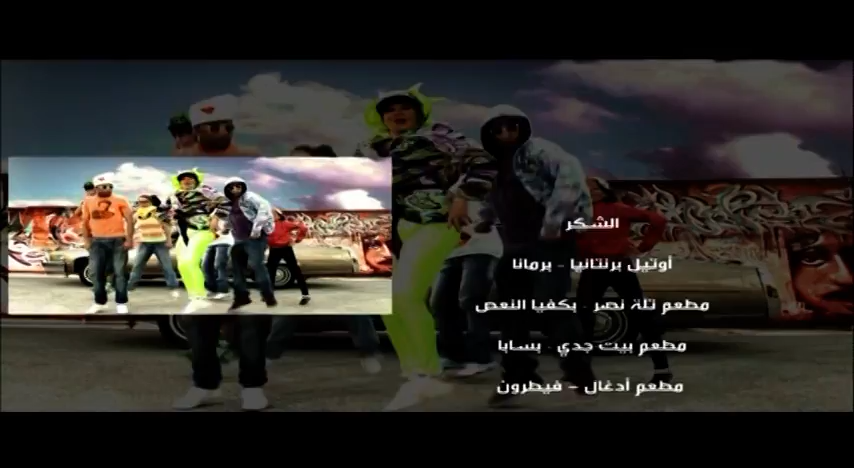 الشكر
أوتيل برنتانيا - برمانا
مطعم تلة نصر - بكفيا النعص
مطعم بيت جدي - بسابا
مطعم أدغال - فيطرون